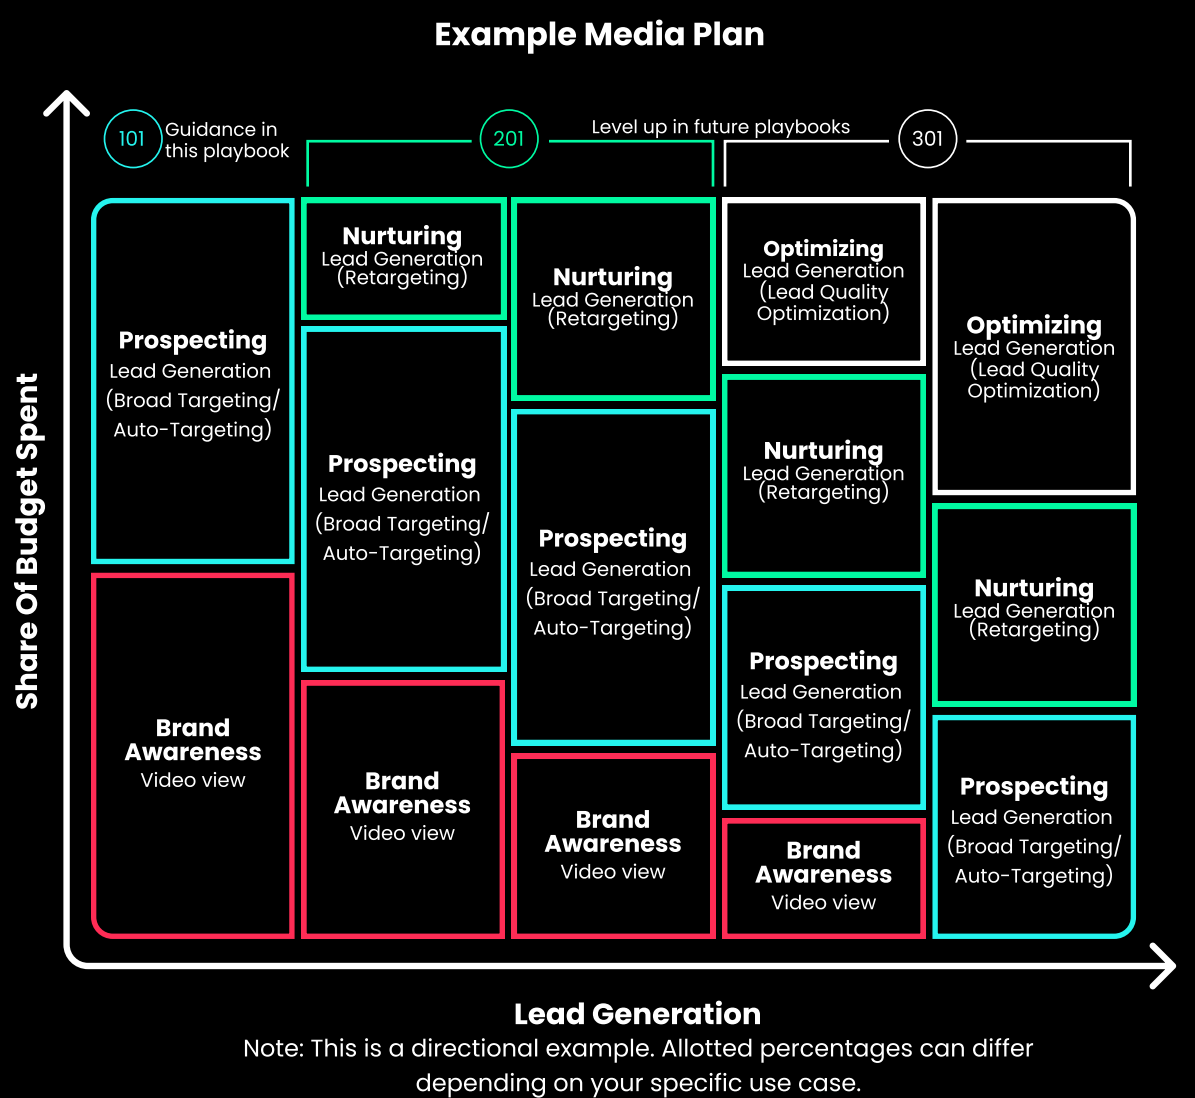 Example Media Plan
101
Guidance in
this playbook
201
Level up in future playbooks
301
Share Of Budget Spent
Prospecting
Lead Generation
(Broad Targeting/
Auto-Targeting)
Brand
Awareness
Video view
Nurturing
Lead Generation
(Retargeting)
Prospecting
Lead Generation
(Broad Targeting/
Auto-Targeting)
Brand
Awareness
Video view
Nurturing
Lead Generation
(Retargeting)
Prospecting
Lead Generation
(Broad Targeting/
Auto-Targeting)
Brand
Awareness
Video view
Optimizing
Lead Generation
(Lead Quality
Optimization)
Nurturing
Lead Generation
(Retargeting)
Prospecting
Lead Generation
(Broad Targeting/
Auto-Targeting)
Brand
Awareness
Video view
Optimizing
Lead Generation
(Lead Quality
Optimization)
Nurturing
Lead Generation
(Retargeting)
Prospecting
Lead Generation
(Broad Targeting/
Auto-Targeting)
Lead Generation
Note: This is a directional example. Allotted percentages can differ
depending on your specific use case.